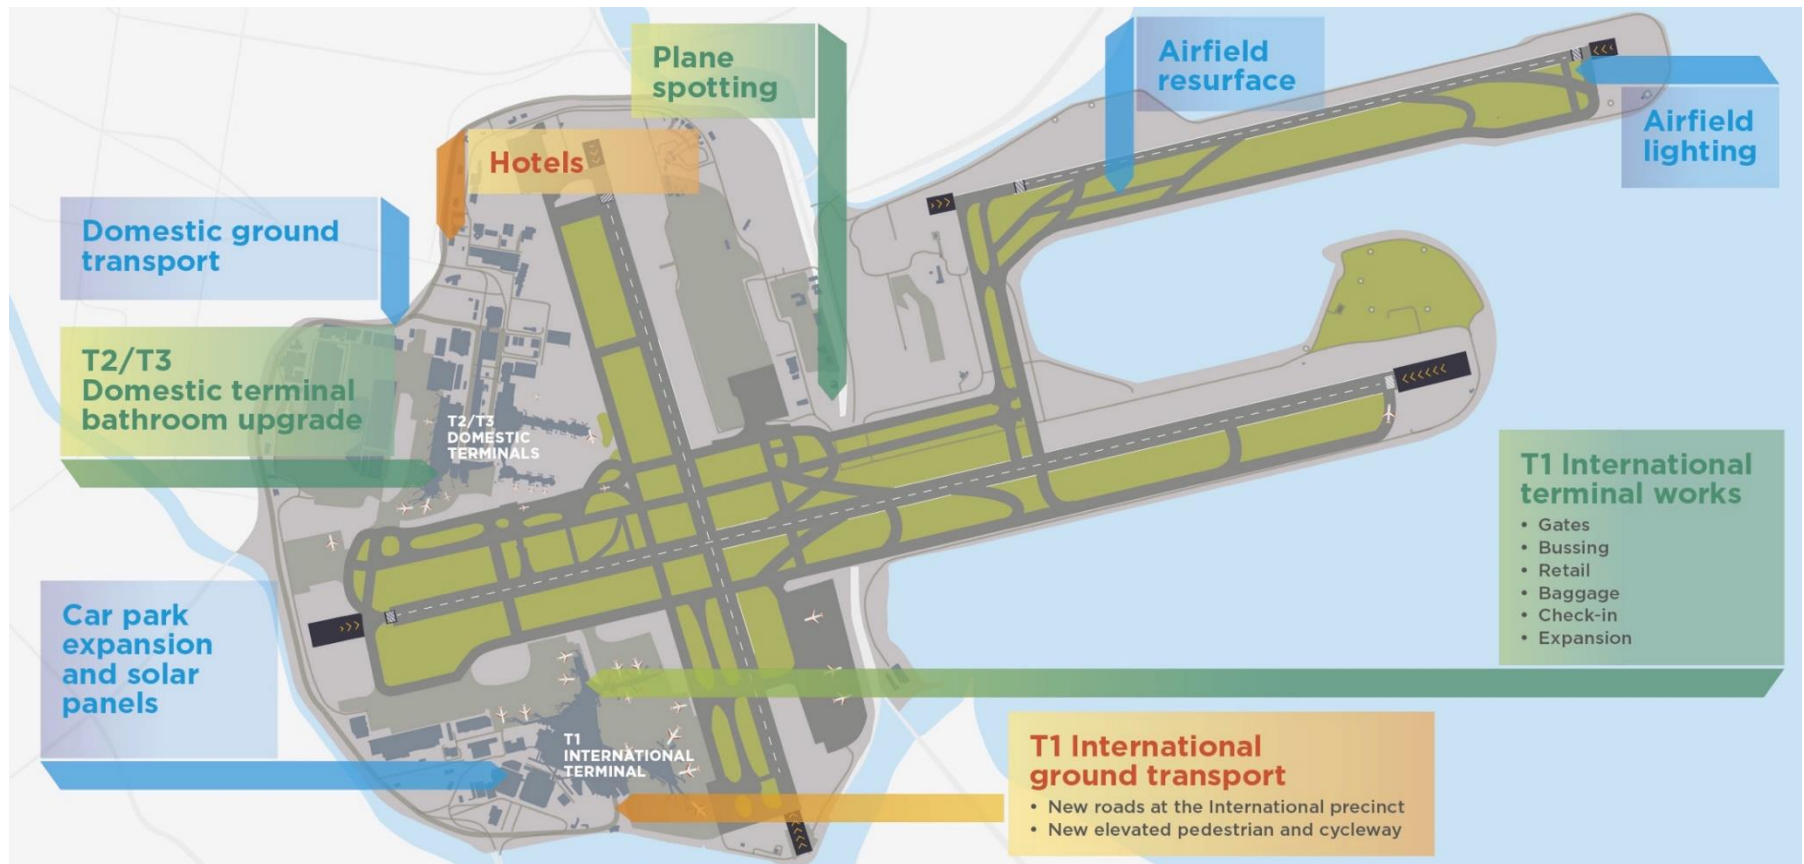 Plane
spotting
Airfield
resurface
Airfield
lighting
Hotels
Domestic ground
transport
T2/T3
Domestic terminal
bathroom upgrade
T2/T3
DOMESTIC
TERMINALS
T1 International
terminal works
• Gates
• Bussing
• Retail
• Baggage
• Check-in
• Expansion
Car park
expansion
and solar
panels
T1
INTERNATIONAL
TERMINAL
T1 International
ground transport
• New roads at the International precinct
• New elevated pedestrian and cycleway